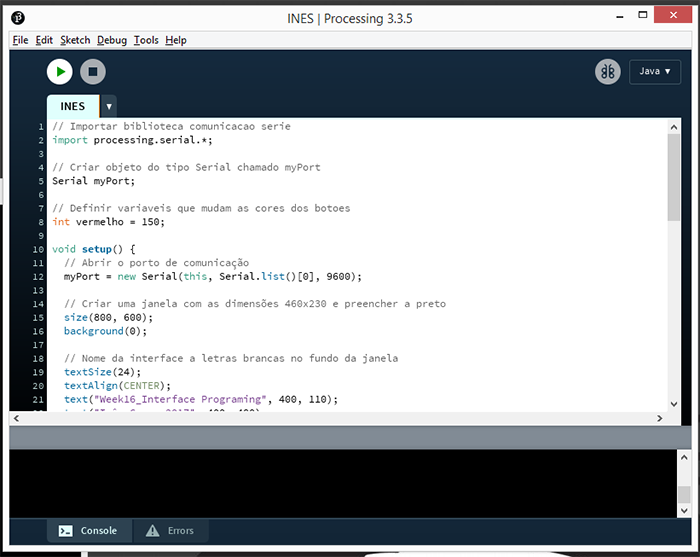 INES | Processing 3.3.5
File Edit Sketch Debug Tools Help
Java ▾
INES ▾
1 // Importar biblioteca comunicacao serie
2 import processing.serial.*;
3
4 // Criar objeto do tipo Serial chamado myPort
5 Serial myPort;
6
7 // Definir variaveis que mudam as cores dos botoes
8 int vermelho = 150;
9
10 void setup() {
11 // Abrir o porto de comunicação
12 myPort = new Serial(this, Serial.list()[0], 9600);
13
14 // Criar uma janela com as dimensões 460x230 e preencher a preto
15 size(800, 600);
16 background(0);
17
18 // Nome da interface a letras brancas no fundo da janela
19 textSize(24);
20 textAlign(CENTER);
21 text("Week16_Interface Programing", 400, 110);
Console Errors